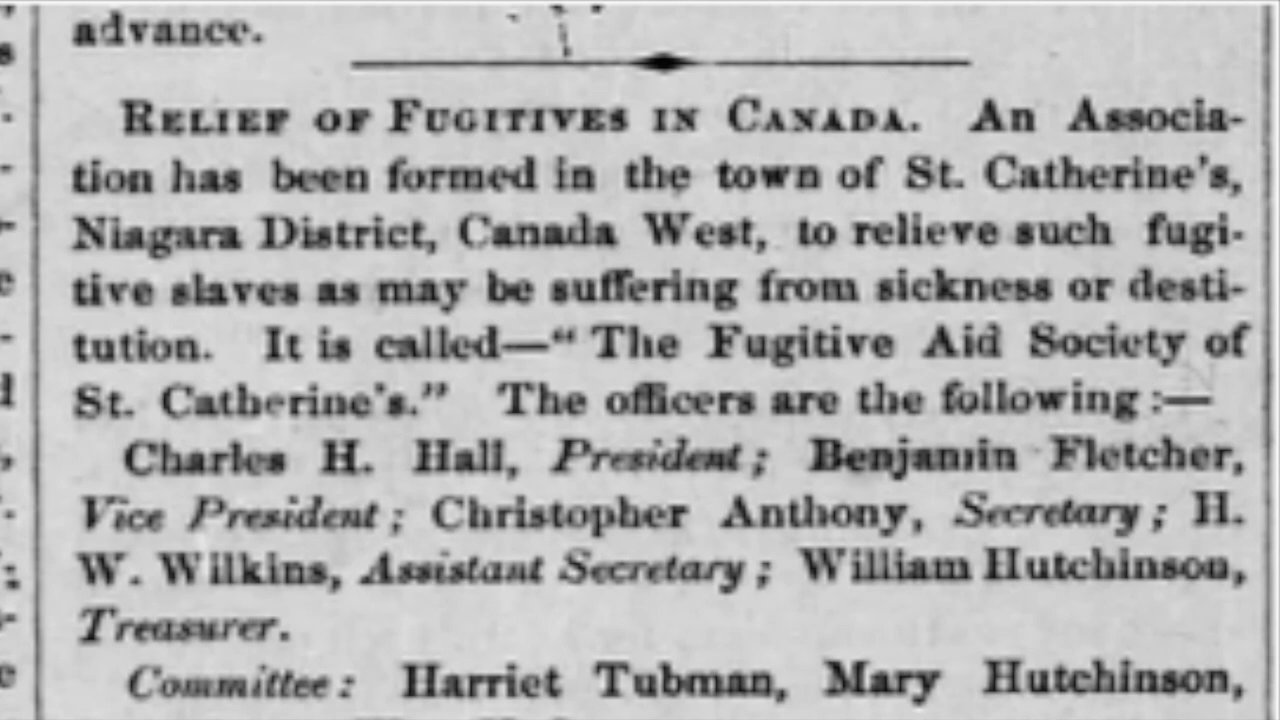 advance.
RELIEF OF FUGITIVES IN CANADA. An Associa-
tion has been formed in the town of St. Catherine's,
Niagara District, Canada West, to relieve such fugi-
tive slaves as may be suffering from sickness or desti-
tution. It is called—"The Fugitive Aid Society of
St. Catherine's." The officers are the following:—
Charles H. Hall, President; Benjamin Fletcher,
Vice President; Christopher Anthony, Secretary; H.
W. Wilkins, Assistant Secretary; William Hutchinson,
Treasurer.
Committee: Harriet Tubman, Mary Hutchinson,